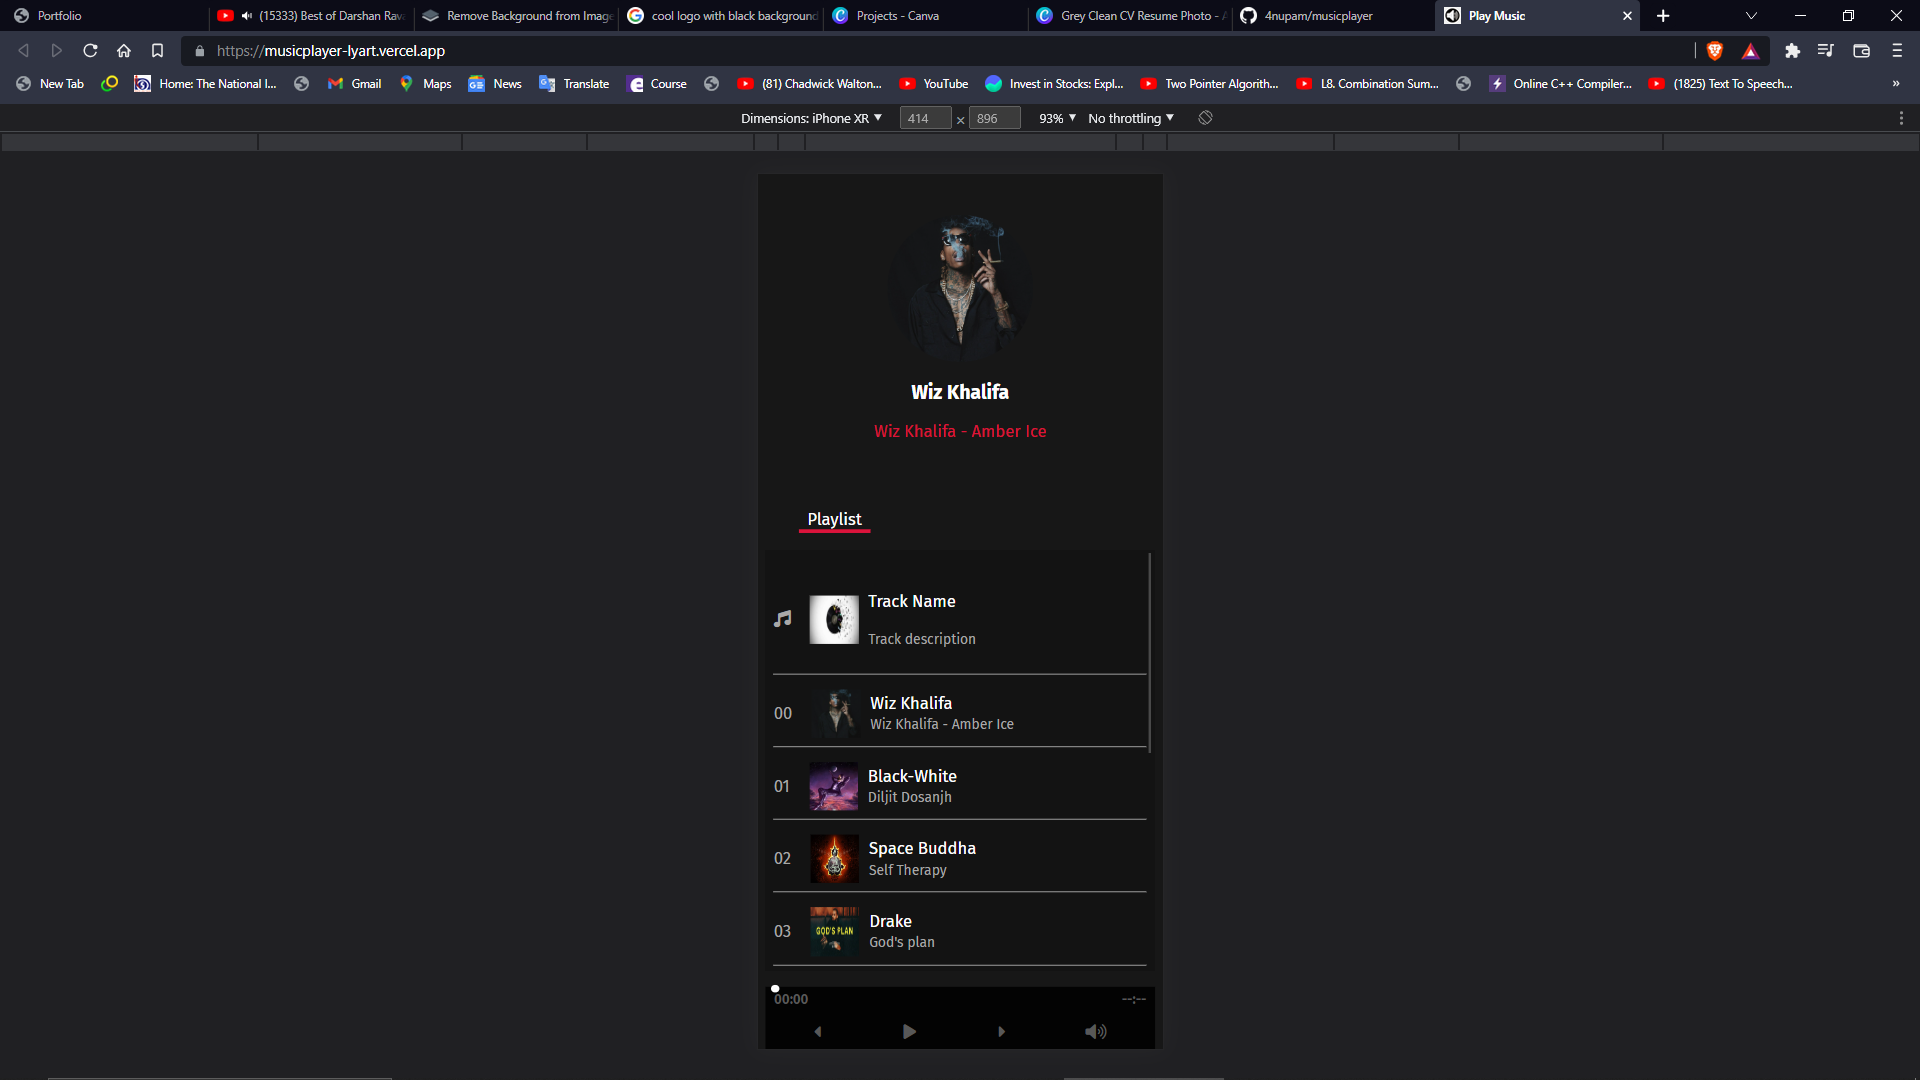 Portfolio
(15333) Best of Darshan Rava
Remove Background from Image
cool logo with black background
Projects - Canva
Grey Clean CV Resume Photo - A
4nupam/musicplayer
Play Music
https://musicplayer-lyart.vercel.app
New Tab
Home: The National I...
Gmail
Maps
News
Translate
Course
(81) Chadwick Walton...
YouTube
Invest in Stocks: Expl...
Two Pointer Algorith...
L8. Combination Sum...
Online C++ Compiler...
(1825) Text To Speech...
»
Dimensions: iPhone XR ▼ 414 × 896 93% ▼ No throttling ▼
Wiz Khalifa
Wiz Khalifa - Amber Ice
Playlist
Track Name
Track description
00
Wiz Khalifa
Wiz Khalifa - Amber Ice
01
Black-White
Diljit Dosanjh
02
Space Buddha
Self Therapy
03
GOD'S PLAN
Drake
God's plan
00:00 --:--